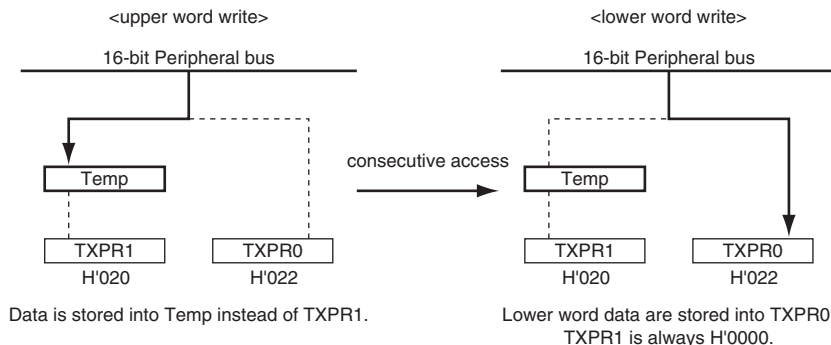 <upper word write>
16-bit Peripheral bus
Temp
TXPR1
TXPR0
H'020
H'022
Data is stored into Temp instead of TXPR1.
consecutive access
<lower word write>
16-bit Peripheral bus
Temp
TXPR1
TXPR0
H'020
H'022
Lower word data are stored into TXPR0
TXPR1 is always H'0000.